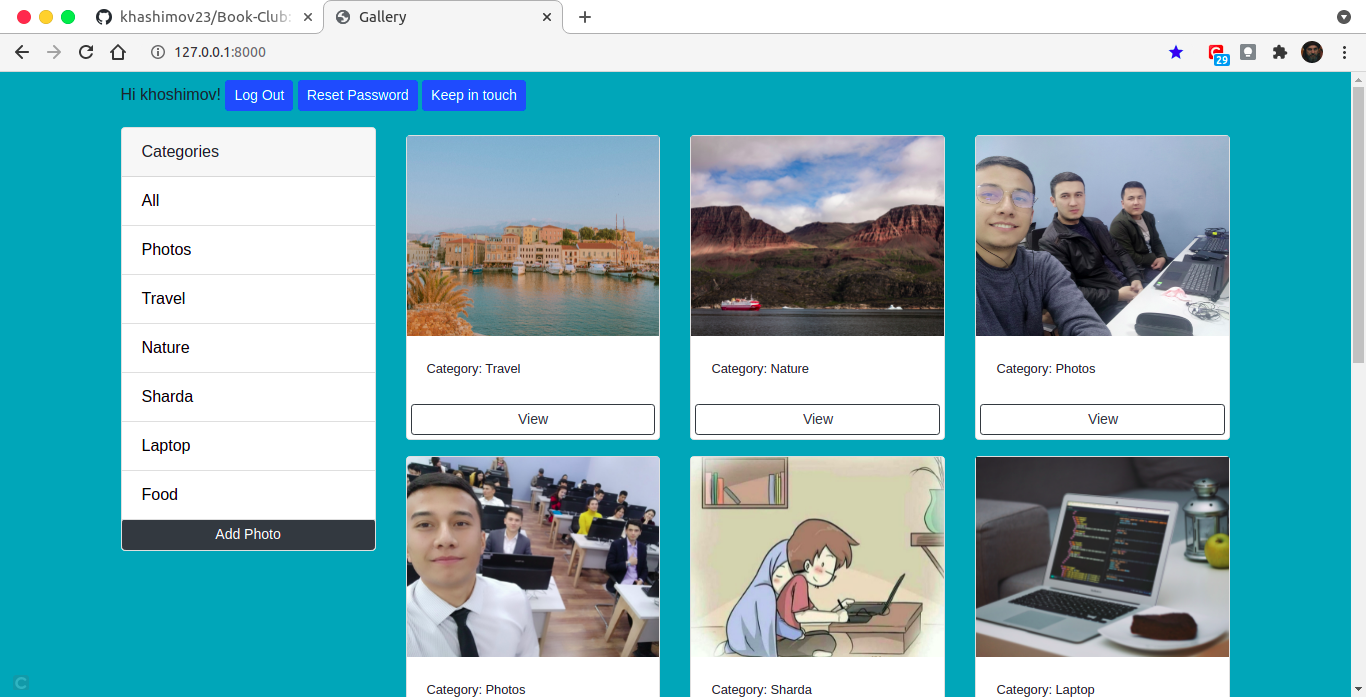 khashimov23/Book-Club:
Gallery
127.0.0.1:8000
29
Hi khoshimov! Log Out Reset Password Keep in touch
Categories
All
Photos
Travel
Nature
Sharda
Laptop
Food
Add Photo
Category: Travel
View
Category: Nature
View
Category: Photos
View
Category: Photos
Category: Sharda
Category: Laptop
C